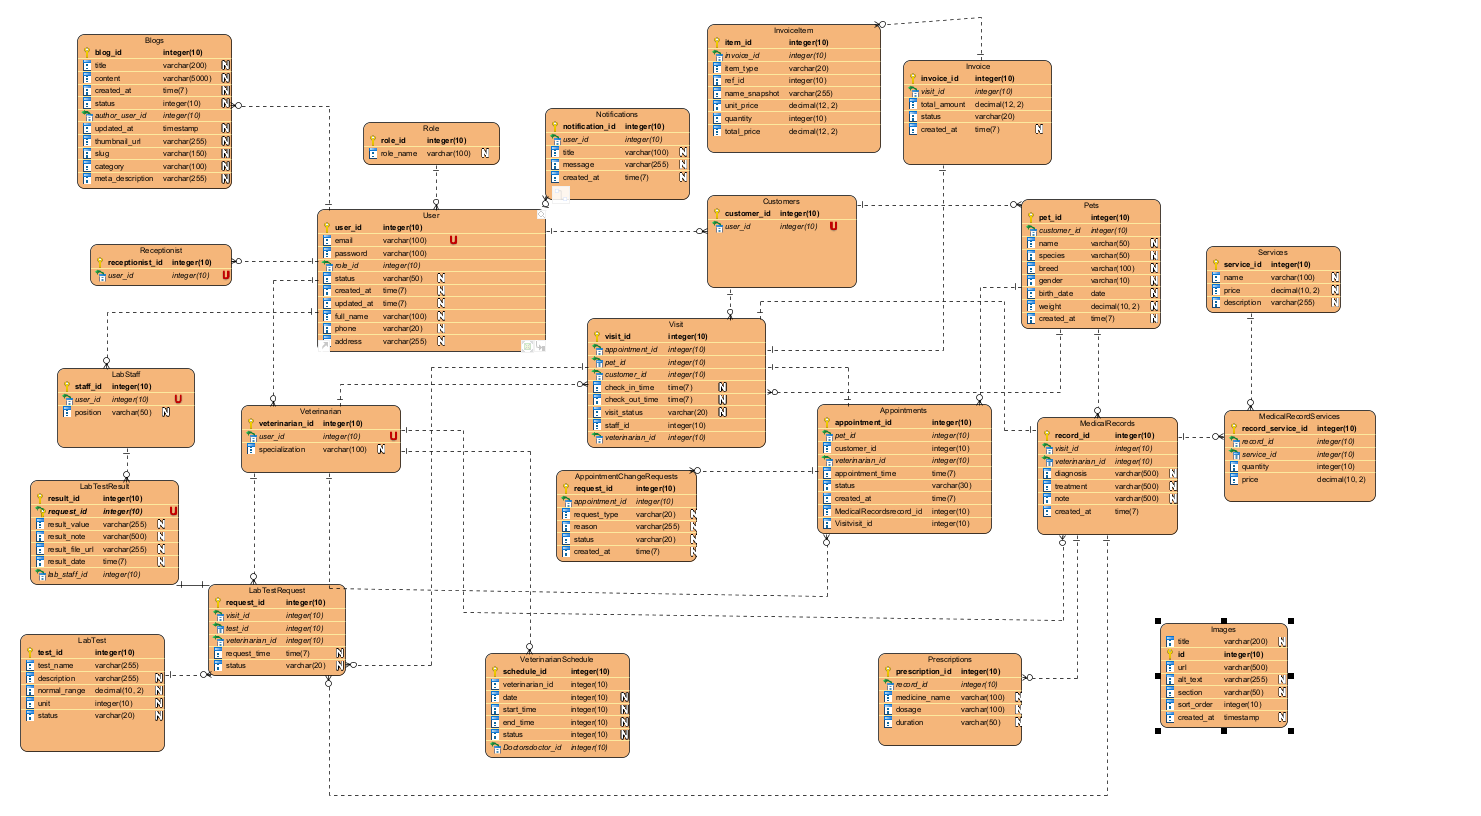 Blogs
blog_id integer(10)
title varchar(200) N
content varchar(5000) N
created_at time(7) N
status integer(10) N
author_user_id integer(10)
updated_at timestamp N
thumbnail_url varchar(255) N
slug varchar(150) N
category varchar(100) N
meta_description varchar(255) N
Role
role_id integer(10)
role_name varchar(100) N
Notifications
notification_id integer(10)
user_id integer(10)
title varchar(100) N
message varchar(255) N
created_at time(7) N
InvoiceItem
item_id integer(10)
invoice_id integer(10)
item_type varchar(20)
ref_id integer(10)
name_snapshot varchar(255)
unit_price decimal(12, 2)
quantity integer(10)
total_price decimal(12, 2)
Invoice
invoice_id integer(10)
visit_id integer(10)
total_amount decimal(12, 2)
status varchar(20)
created_at time(7) N
User
user_id integer(10)
email varchar(100) U
password varchar(100)
role_id integer(10)
status varchar(50) N
created_at time(7) N
updated_at time(7) N
full_name varchar(100) N
phone varchar(20) N
address varchar(255) N
Customers
customer_id integer(10)
user_id integer(10) U
Pets
pet_id integer(10)
customer_id integer(10)
name varchar(50) N
species varchar(50) N
breed varchar(100) N
gender varchar(10) N
birth_date date N
weight decimal(10, 2) N
created_at time(7) N
Services
service_id integer(10)
name varchar(100) N
price decimal(10, 2) N
description varchar(255) N
Receptionist
receptionist_id integer(10)
user_id integer(10) U
LabStaff
staff_id integer(10)
user_id integer(10) U
position varchar(50) N
Visit
visit_id integer(10)
appointment_id integer(10)
pet_id integer(10)
customer_id integer(10)
check_in_time time(7) N
check_out_time time(7) N
visit_status varchar(20) N
staff_id integer(10)
veterinarian_id integer(10)
Veterinarian
veterinarian_id integer(10)
user_id integer(10) U
specialization varchar(100) N
Appointments
appointment_id integer(10)
pet_id integer(10)
customer_id integer(10)
veterinarian_id integer(10)
appointment_time time(7)
status varchar(30)
created_at time(7)
MedicalRecordsrecord_id integer(10)
Visitvisit_id integer(10)
MedicalRecords
record_id integer(10)
visit_id integer(10)
veterinarian_id integer(10)
diagnosis varchar(500) N
treatment varchar(500) N
note varchar(500) N
created_at time(7)
MedicalRecordServices
record_service_id integer(10)
record_id integer(10)
service_id integer(10)
quantity integer(10)
price decimal(10, 2)
AppointmentChangeRequests
request_id integer(10)
appointment_id integer(10)
request_type varchar(20) N
reason varchar(255) N
status varchar(20) N
created_at time(7) N
LabTestResult
result_id integer(10)
request_id integer(10) U
result_value varchar(255) N
result_note varchar(500) N
result_file_url varchar(255) N
result_date time(7) N
lab_staff_id integer(10)
LabTestRequest
request_id integer(10)
visit_id integer(10)
test_id integer(10)
veterinarian_id integer(10)
request_time time(7) N
status varchar(20) N
LabTest
test_id integer(10)
test_name varchar(255)
description varchar(255) N
normal_range decimal(10, 2) N
unit integer(10) N
status varchar(20) N
VeterinarianSchedule
schedule_id integer(10)
veterinarian_id integer(10)
date integer(10) N
start_time integer(10) N
end_time integer(10) N
status integer(10) N
Doctorsdoctor_id integer(10)
Prescriptions
prescription_id integer(10)
record_id integer(10)
medicine_name varchar(100) N
dosage varchar(100) N
duration varchar(50) N
Images
title varchar(200) N
id integer(10)
url varchar(500)
alt_text varchar(255) N
section varchar(50) N
sort_order integer(10)
created_at timestamp N